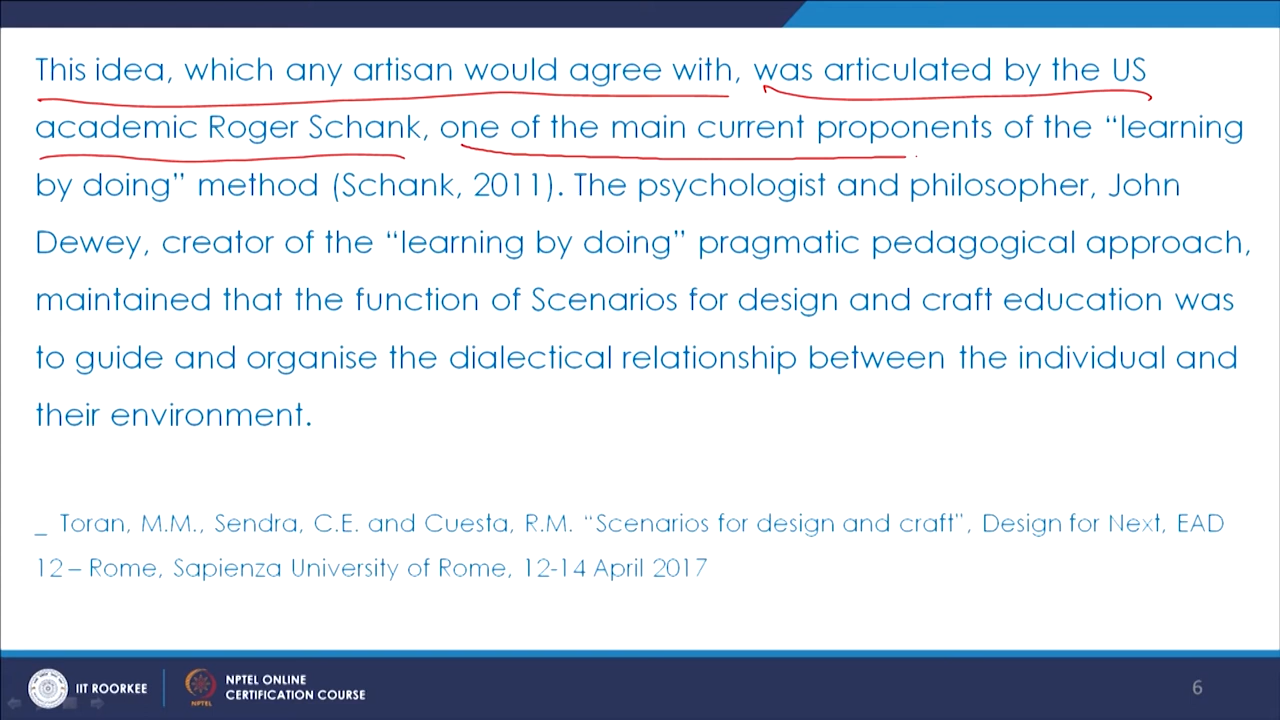 This idea, which any artisan would agree with, was articulated by the US
academic Roger Schank, one of the main current proponents of the “learning
by doing” method (Schank, 2011). The psychologist and philosopher, John
Dewey, creator of the “learning by doing” pragmatic pedagogical approach,
maintained that the function of Scenarios for design and craft education was
to guide and organise the dialectical relationship between the individual and
their environment.
_ Toran, M.M., Sendra, C.E. and Cuesta, R.M. “Scenarios for design and craft”, Design for Next, EAD
12 – Rome, Sapienza University of Rome, 12-14 April 2017
IIT ROORKEE
NPTEL
NPTEL ONLINE
CERTIFICATION COURSE
6